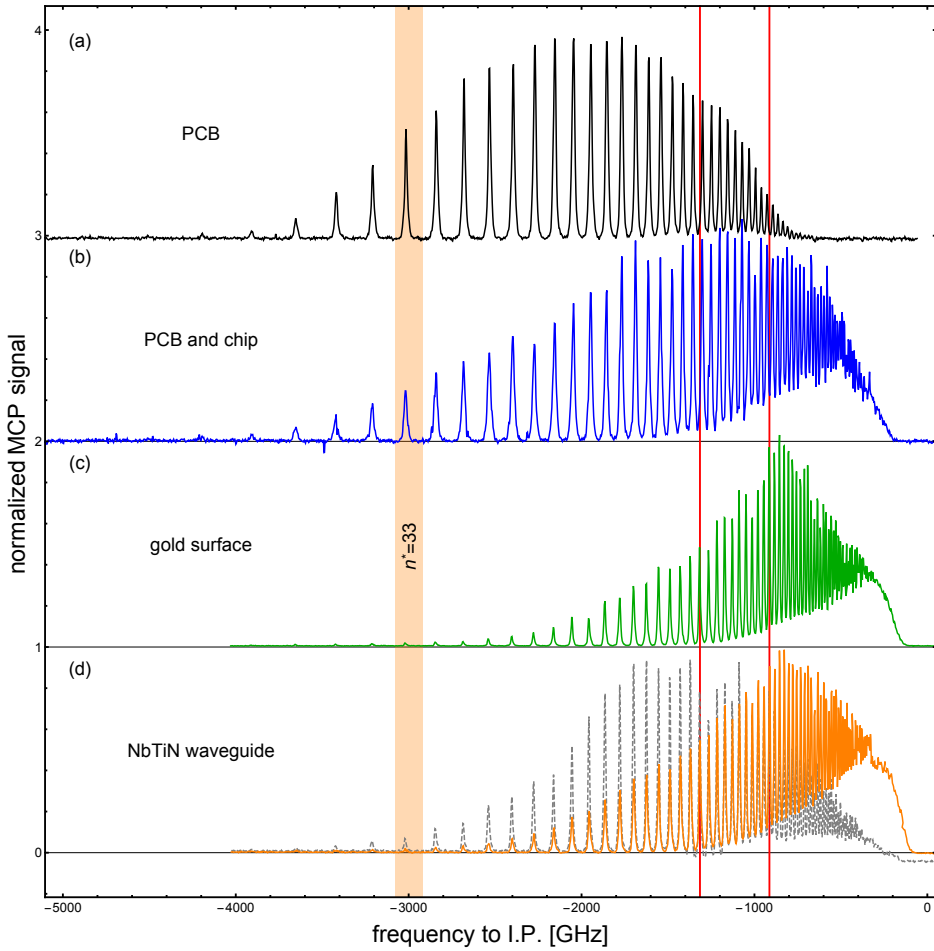 4
(a)
PCB
3
(b)
PCB and chip
2
(c)
gold surface
n*=33
1
(d)
NbTiN waveguide
0
normalized MCP signal
-5000 -4000 -3000 -2000 -1000 0
frequency to I.P. [GHz]